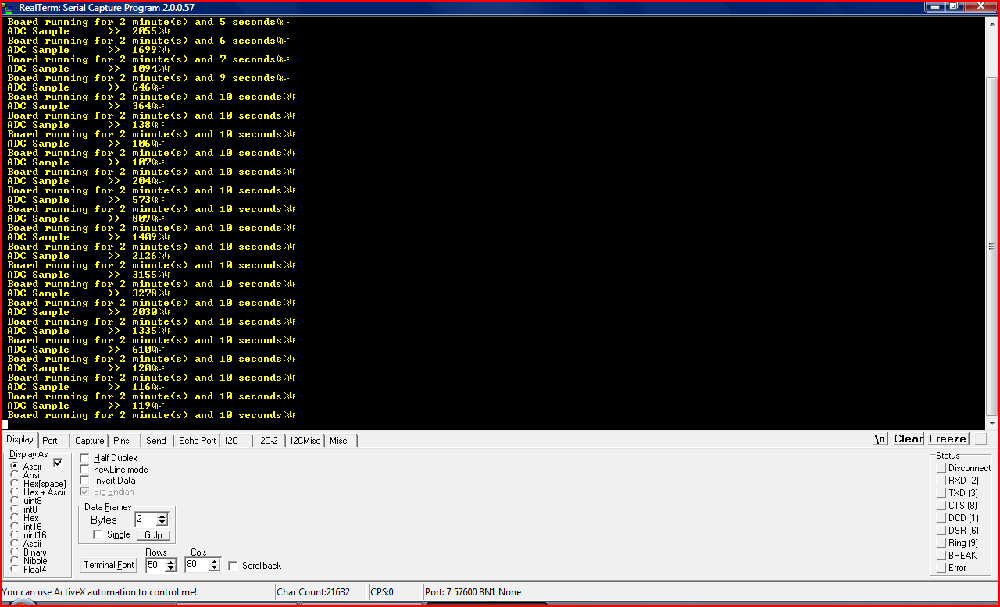 RealTerm: Serial Capture Program 2.0.0.57
Board running for 2 minute(s) and 5 secondsCRLF
ADC Sample >> 2055CRLF
Board running for 2 minute(s) and 6 secondsCRLF
ADC Sample >> 1699CRLF
Board running for 2 minute(s) and 7 secondsCRLF
ADC Sample >> 1094CRLF
Board running for 2 minute(s) and 9 secondsCRLF
ADC Sample >> 646CRLF
Board running for 2 minute(s) and 10 secondsCRLF
ADC Sample >> 364CRLF
Board running for 2 minute(s) and 10 secondsCRLF
ADC Sample >> 138CRLF
Board running for 2 minute(s) and 10 secondsCRLF
ADC Sample >> 106CRLF
Board running for 2 minute(s) and 10 secondsCRLF
ADC Sample >> 107CRLF
Board running for 2 minute(s) and 10 secondsCRLF
ADC Sample >> 204CRLF
Board running for 2 minute(s) and 10 secondsCRLF
ADC Sample >> 573CRLF
Board running for 2 minute(s) and 10 secondsCRLF
ADC Sample >> 809CRLF
Board running for 2 minute(s) and 10 secondsCRLF
ADC Sample >> 1409CRLF
Board running for 2 minute(s) and 10 secondsCRLF
ADC Sample >> 2126CRLF
Board running for 2 minute(s) and 10 secondsCRLF
ADC Sample >> 3155CRLF
Board running for 2 minute(s) and 10 secondsCRLF
ADC Sample >> 3278CRLF
Board running for 2 minute(s) and 10 secondsCRLF
ADC Sample >> 2030CRLF
Board running for 2 minute(s) and 10 secondsCRLF
ADC Sample >> 1335CRLF
Board running for 2 minute(s) and 10 secondsCRLF
ADC Sample >> 610CRLF
Board running for 2 minute(s) and 10 secondsCRLF
ADC Sample >> 120CRLF
Board running for 2 minute(s) and 10 secondsCRLF
ADC Sample >> 116CRLF
Board running for 2 minute(s) and 10 secondsCRLF
ADC Sample >> 119CRLF
Board running for 2 minute(s) and 10 secondsCRLF
Display Port Capture Pins Send Echo Port I2C I2C-2 I2CMisc Misc \n Clear Freeze
Display As
Ascii
Ansi
Hex[space]
Hex + Ascii
uint8
int8
Hex
int16
uint16
Ascii
Binary
Nibble
Float4
Half Duplex
newLine mode
Invert Data
Big Endian
Data Frames
Bytes 2
Single Gulp
Rows Cols
Terminal Font 50 80 Scrollback
Status
Disconnect
RXD (2)
TXD (3)
CTS (8)
DCD (1)
DSR (6)
Ring (9)
BREAK
Error
You can use ActiveX automation to control me! Char Count:21632 CPS:0 Port: 7 57600 8N1 None